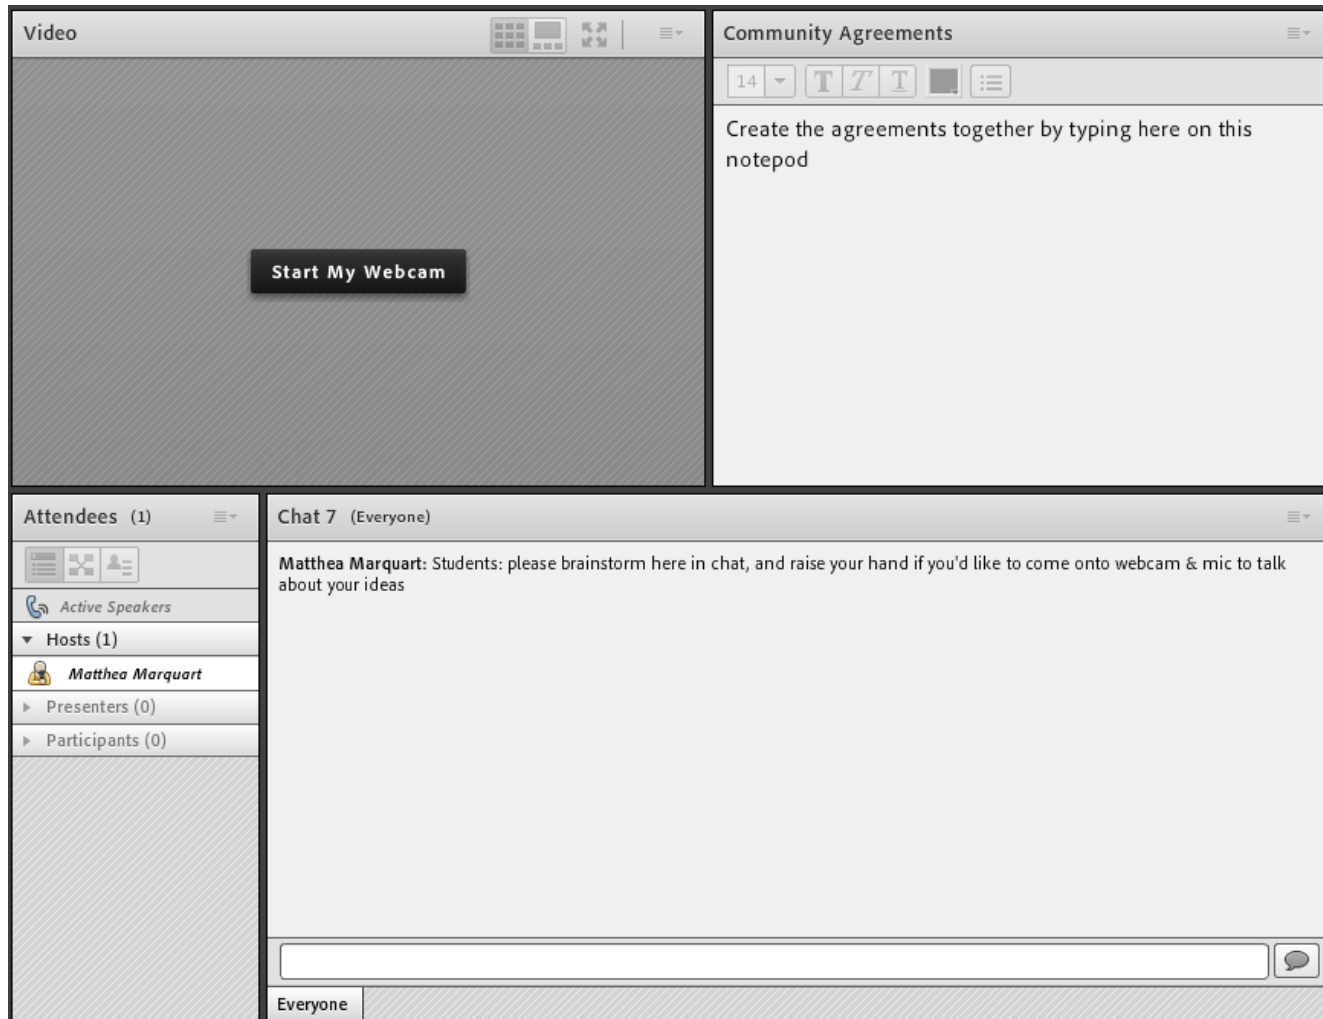 Video
Start My Webcam
Community Agreements
14 T T T
Create the agreements together by typing here on this
notepod
Attendees (1)
Active Speakers
Hosts (1)
Matthea Marquart
Presenters (0)
Participants (0)
Chat 7 (Everyone)
Matthea Marquart: Students: please brainstorm here in chat, and raise your hand if you'd like to come onto webcam & mic to talk
about your ideas
Everyone